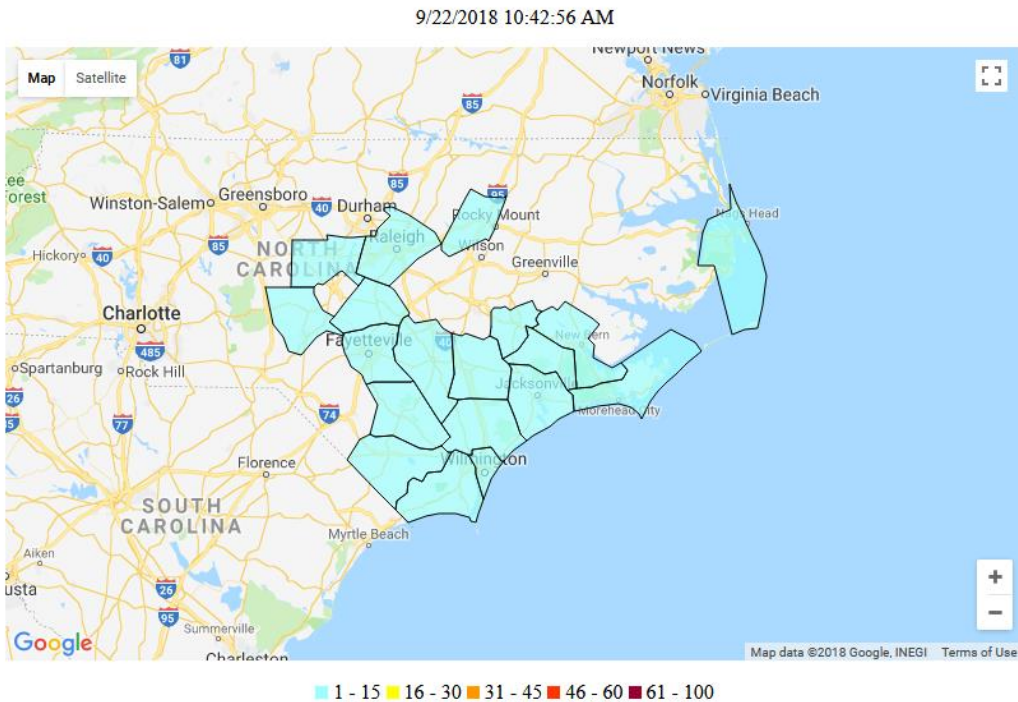 9/22/2018 10:42:56 AM
Map Satellite
81
Newport News
Norfolk
Virginia Beach
85
Forest
Winston-Salem
Greensboro
40
85
Durham
95
Rocky Mount
Nags Head
Hickory
40
85
NORTH
CAROLINA
Raleigh
Wilson
Greenville
Charlotte
485
Fayetteville
40
New Bern
Spartanburg
Rock Hill
Jacksonville
Morehead City
26
77
74
Florence
Wilmington
SOUTH
CAROLINA
Myrtle Beach
Aiken
usta
26
95
Summerville
Charleston
Google
Map data ©2018 Google, INEGI Terms of Use
1 - 15 16 - 30 31 - 45 46 - 60 61 - 100